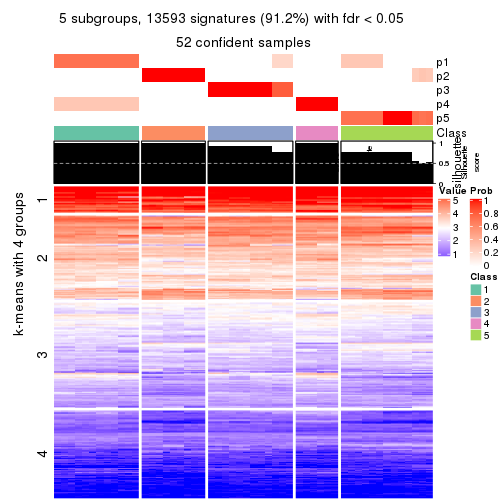 5 subgroups, 13593 signatures (91.2%) with fdr < 0.05
52 confident samples
p1
p2
p3
p4
p5
Class
1
0.5
0
silhouette
silhouette
score
k-means with 4 groups
1
2
3
4
Value
5
4
3
2
1
Prob
1
0.8
0.6
0.4
0.2
0
Class
1
2
3
4
5